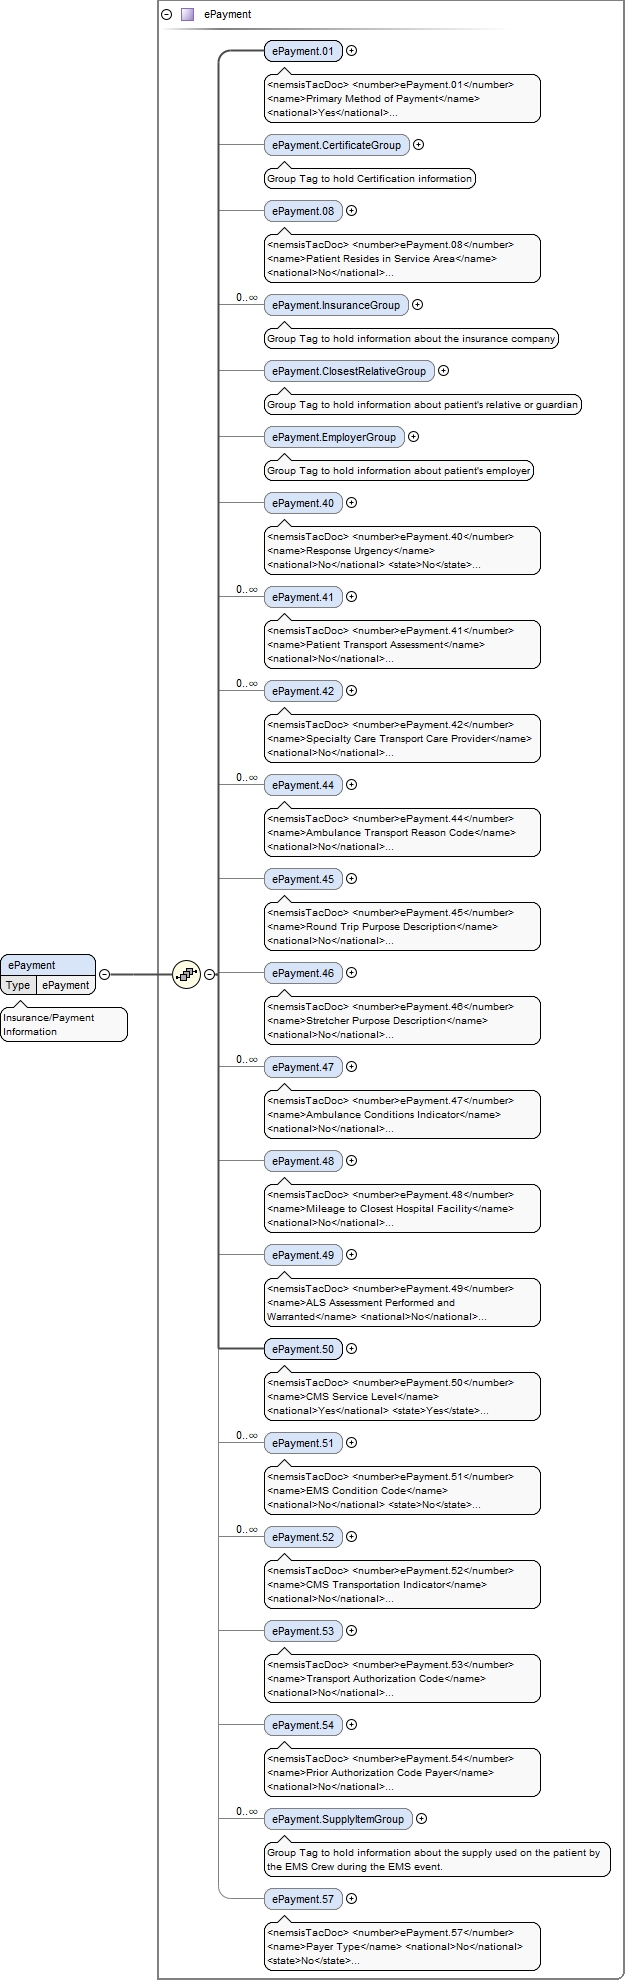 ePayment
ePayment.01
<nemsisTacDoc> <number>ePayment.01</number>
<name>Primary Method of Payment</name>
<national>Yes</national>...
ePayment.CertificateGroup
Group Tag to hold Certification information
ePayment.08
<nemsisTacDoc> <number>ePayment.08</number>
<name>Patient Resides in Service Area</name>
<national>No</national>...
0..∞
ePayment.InsuranceGroup
Group Tag to hold information about the insurance company
ePayment.ClosestRelativeGroup
Group Tag to hold information about patient's relative or guardian
ePayment.EmployerGroup
Group Tag to hold information about patient's employer
ePayment.40
<nemsisTacDoc> <number>ePayment.40</number>
<name>Response Urgency</name>
<national>No</national> <state>No</state>...
0..∞
ePayment.41
<nemsisTacDoc> <number>ePayment.41</number>
<name>Patient Transport Assessment</name>
<national>No</national>...
0..∞
ePayment.42
<nemsisTacDoc> <number>ePayment.42</number>
<name>Specialty Care Transport Care Provider</name>
<national>No</national>...
0..∞
ePayment.44
<nemsisTacDoc> <number>ePayment.44</number>
<name>Ambulance Transport Reason Code</name>
<national>No</national>...
ePayment.45
<nemsisTacDoc> <number>ePayment.45</number>
<name>Round Trip Purpose Description</name>
<national>No</national>...
ePayment
Type ePayment
Insurance/Payment
Information
ePayment.46
<nemsisTacDoc> <number>ePayment.46</number>
<name>Stretcher Purpose Description</name>
<national>No</national>...
0..∞
ePayment.47
<nemsisTacDoc> <number>ePayment.47</number>
<name>Ambulance Conditions Indicator</name>
<national>No</national>...
ePayment.48
<nemsisTacDoc> <number>ePayment.48</number>
<name>Mileage to Closest Hospital Facility</name>
<national>No</national>...
ePayment.49
<nemsisTacDoc> <number>ePayment.49</number>
<name>ALS Assessment Performed and
Warranted</name> <national>No</national>...
ePayment.50
<nemsisTacDoc> <number>ePayment.50</number>
<name>CMS Service Level</name>
<national>Yes</national> <state>Yes</state>...
0..∞
ePayment.51
<nemsisTacDoc> <number>ePayment.51</number>
<name>EMS Condition Code</name>
<national>No</national> <state>No</state>...
0..∞
ePayment.52
<nemsisTacDoc> <number>ePayment.52</number>
<name>CMS Transportation Indicator</name>
<national>No</national>...
ePayment.53
<nemsisTacDoc> <number>ePayment.53</number>
<name>Transport Authorization Code</name>
<national>No</national>...
ePayment.54
<nemsisTacDoc> <number>ePayment.54</number>
<name>Prior Authorization Code Payer</name>
<national>No</national>...
0..∞
ePayment.SupplyItemGroup
Group Tag to hold information about the supply used on the patient by
the EMS Crew during the EMS event.
ePayment.57
<nemsisTacDoc> <number>ePayment.57</number>
<name>Payer Type</name> <national>No</national>
<state>No</state>...